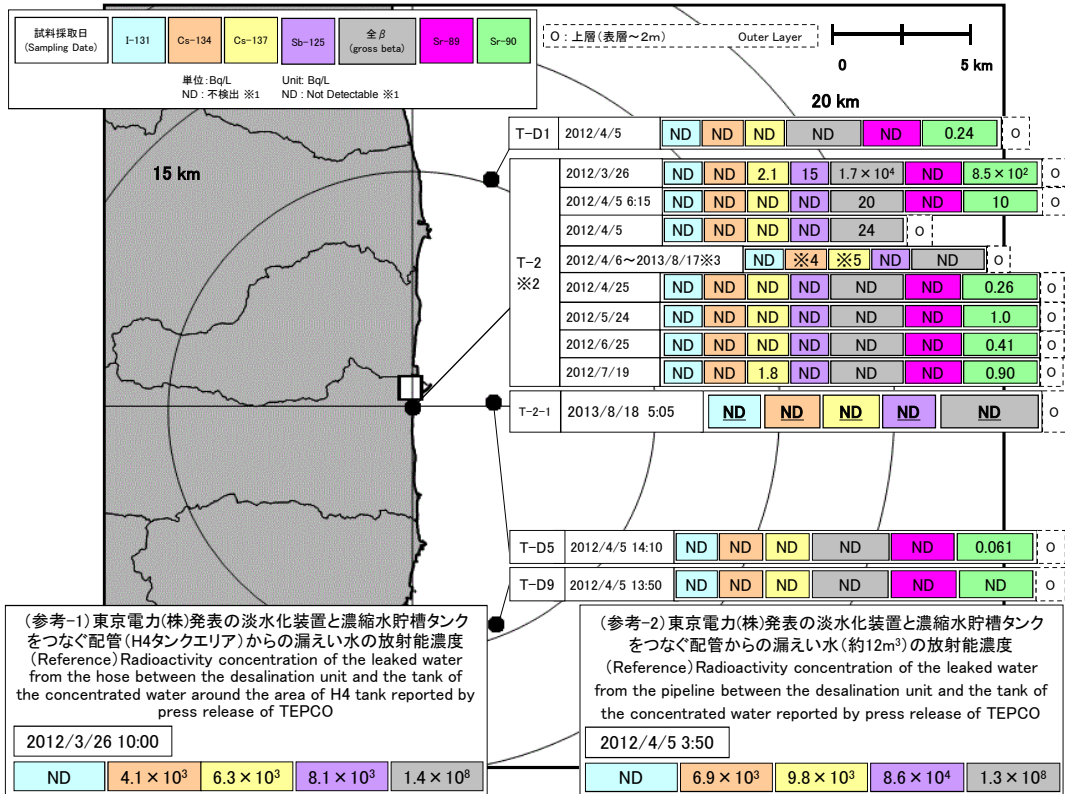 試料採取日
(Sampling Date)
I-131
Cs-134
Cs-137
Sb-125
全β
(gross beta)
Sr-89
Sr-90
単位:Bq/L
Unit: Bq/L
ND : 不検出 ※1
ND : Not Detectable ※1
O : 上層(表層~2m)
Outer Layer
0
5 km
20 km
15 km
T-D1 2012/4/5 ND ND ND ND ND 0.24 O
T-2
※2
2012/3/26 ND ND 2.1 15 1.7×10⁴ ND 8.5×10² O
2012/4/5 6:15 ND ND ND ND 20 ND 10 O
2012/4/5 ND ND ND ND 24 O
2012/4/6~2013/8/17※3 ND ※4 ※5 ND ND O
2012/4/25 ND ND ND ND ND ND 0.26 O
2012/5/24 ND ND ND ND ND ND 1.0 O
2012/6/25 ND ND ND ND ND ND 0.41 O
2012/7/19 ND ND 1.8 ND ND ND 0.90 O
T-2-1 2013/8/18 5:05 ND ND ND ND ND O
T-D5 2012/4/5 14:10 ND ND ND ND ND 0.061 O
T-D9 2012/4/5 13:50 ND ND ND ND ND ND O
(参考-1)東京電力(株)発表の淡水化装置と濃縮水貯槽タンク
をつなぐ配管(H4タンクエリア)からの漏えい水の放射能濃度
(Reference)Radioactivity concentration of the leaked water
from the hose between the desalination unit and the tank of
the concentrated water around the area of H4 tank reported by
press release of TEPCO
2012/3/26 10:00
ND 4.1×10³ 6.3×10³ 8.1×10³ 1.4×10⁸
(参考-2)東京電力(株)発表の淡水化装置と濃縮水貯槽タンク
をつなぐ配管からの漏えい水(約12m³)の放射能濃度
(Reference)Radioactivity concentration of the leaked water
from the pipeline between the desalination unit and the tank of
the concentrated water reported by press release of TEPCO
2012/4/5 3:50
ND 6.9×10³ 9.8×10³ 8.6×10⁴ 1.3×10⁸